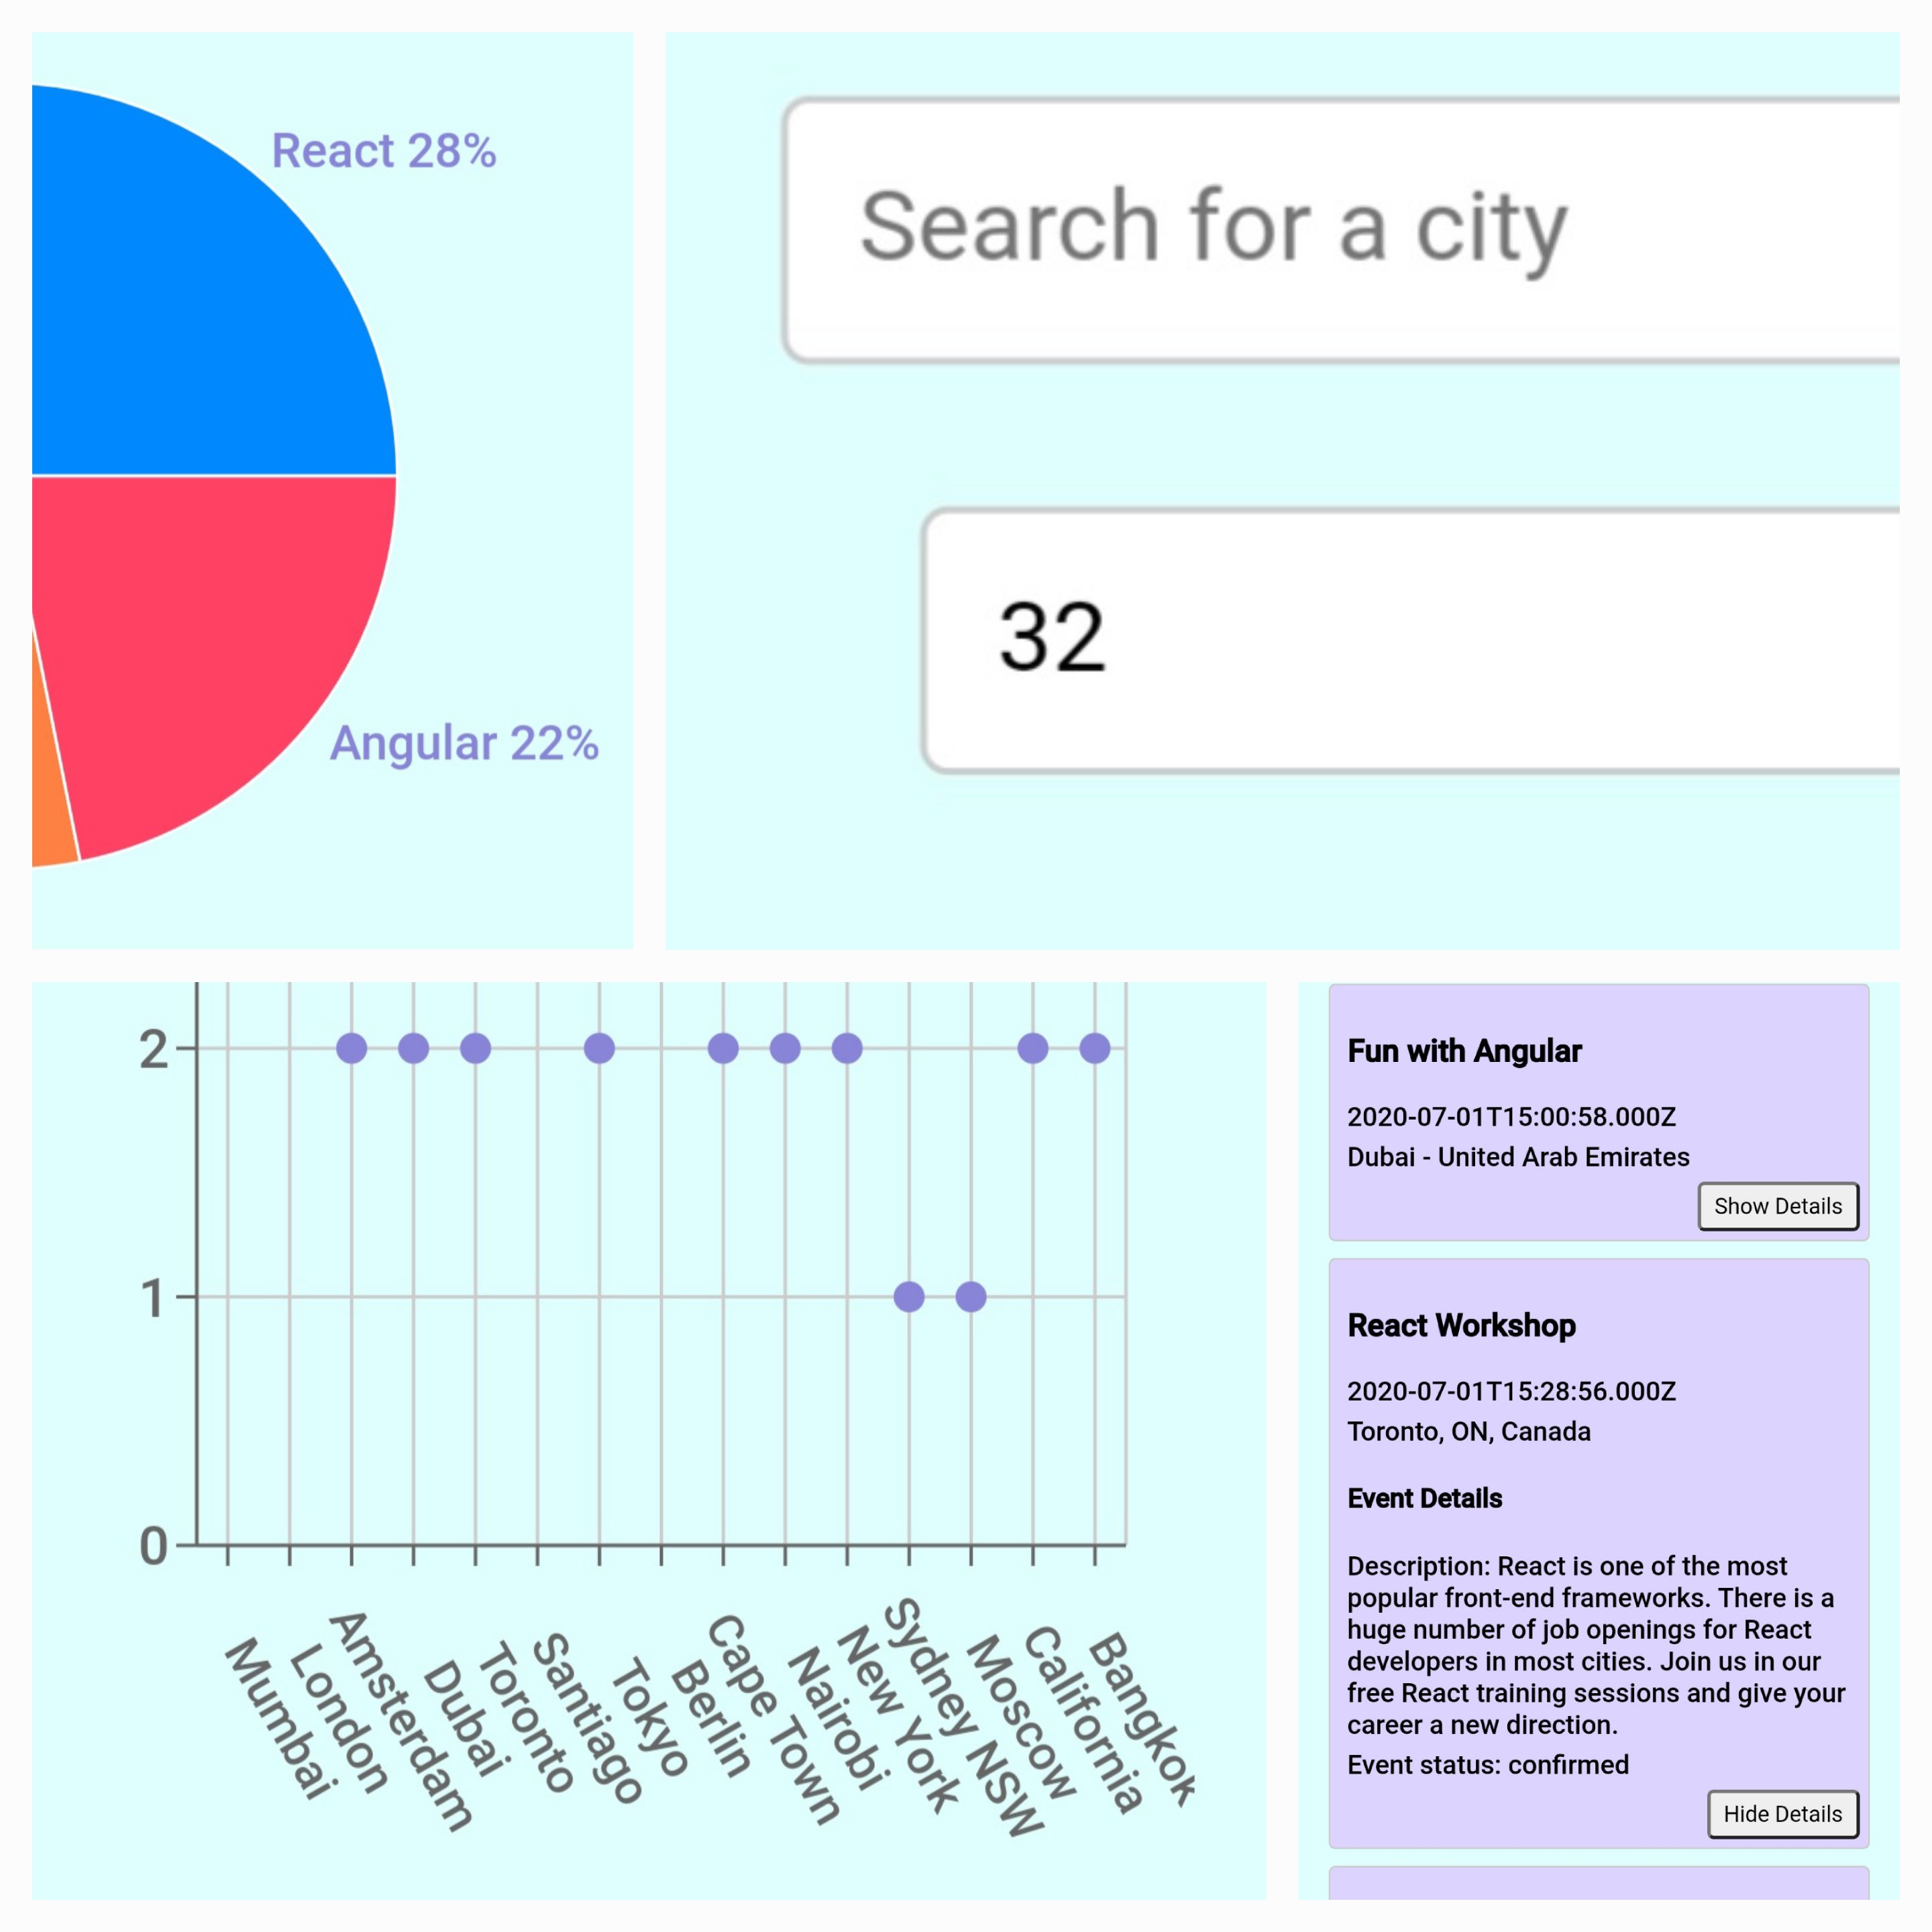 React 28%
Angular 22%
Search for a city
32
2
1
0
Mumbai
London
Amsterdam
Dubai
Toronto
Santiago
Tokyo
Berlin
Cape Town
Nairobi
New York
Sydney NSW
Moscow
California
Bangkok
Fun with Angular
2020-07-01T15:00:58.000Z
Dubai - United Arab Emirates
Show Details
React Workshop
2020-07-01T15:28:56.000Z
Toronto, ON, Canada
Event Details
Description: React is one of the most
popular front-end frameworks. There is a
huge number of job openings for React
developers in most cities. Join us in our
free React training sessions and give your
career a new direction.
Event status: confirmed
Hide Details